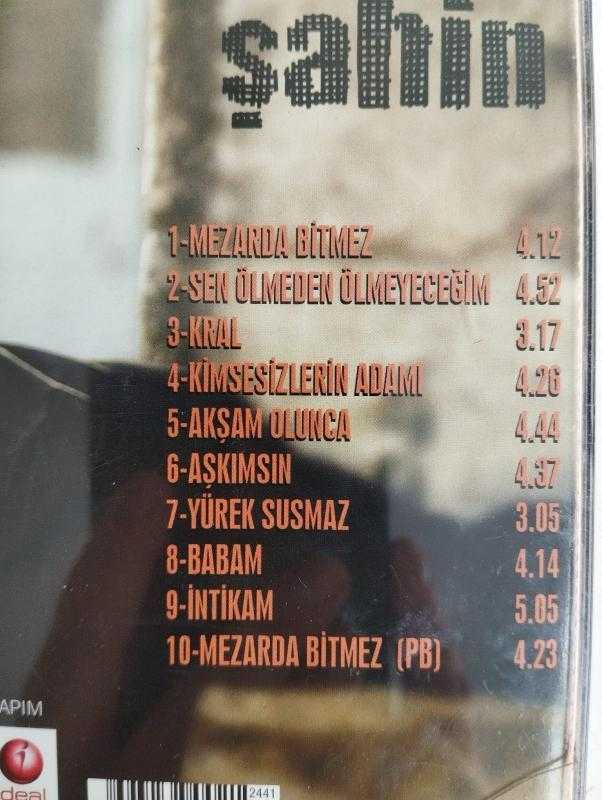 şahin
1-MEZARDA BİTMEZ 4.12
2-SEN ÖLMEDEN ÖLMEYECEĞİM 4.52
3-KRAL 3.17
4-KİMSESİZLERİN ADAMI 4.26
5-AKŞAM OLUNCA 4.44
6-AŞKIMSIN 4.37
7-YÜREK SUSMAZ 3.05
8-BABAM 4.14
9-İNTİKAM 5.05
10-MEZARDA BİTMEZ (PB) 4.23
APIM
i
deal
2441